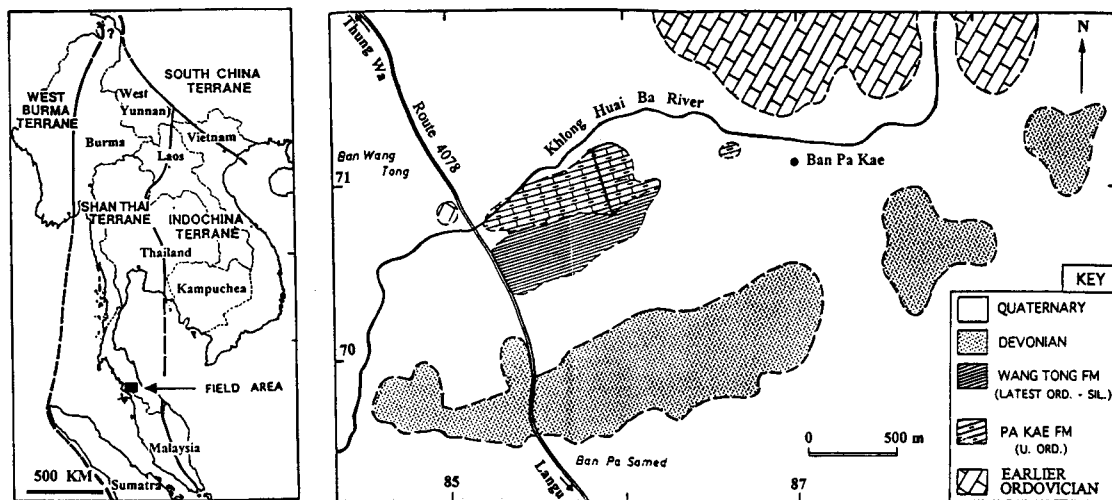 ?
SOUTH CHINA
TERRANE
WEST
BURMA
TERRANE
West
Yunnan
Burma
Vietnam
Laos
SHAN THAI
TERRANE
INDOCHINA
TERRANE
Thailand
Kampuchea
FIELD AREA
Malaysia
500 KM
Sumatra
Thung Wa
Route 4078
Khlong Huai Ba River
N
Ban Wang
Tong
Ban Pa Kae
71
70
85
87
Ban Pa Samed
Langu
0 500 m
KEY
QUATERNARY
DEVONIAN
WANG TONG FM
(LATEST ORD. - SIL.)
PA KAE FM
(U. ORD.)
EARLIER
ORDOVICIAN